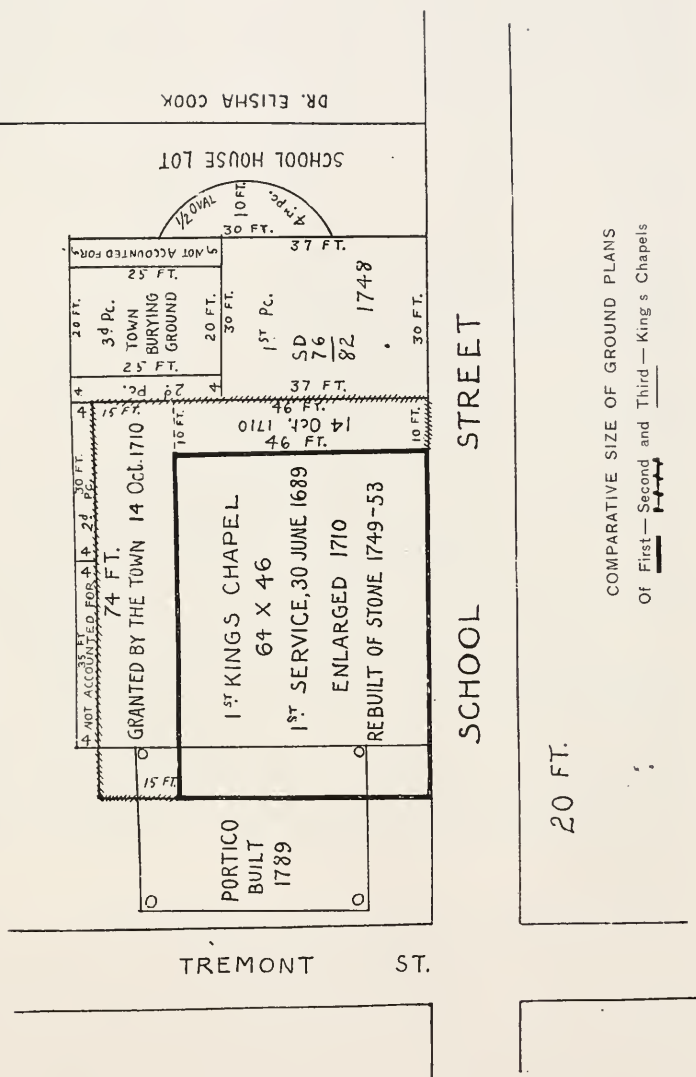 DR. ELISHA COOK
SCHOOL HOUSE LOT
1/2 OVAL
10 FT.
4TH PC.
30 FT.
5 NOT ACCOUNTED FOR 5
25 FT.
20 FT.
3d Pc.
TOWN
BURYING
GROUND
20 FT.
25 FT.
4 2d Pc. 4
37 FT.
30 FT.
1ST Pc.
SD
76
82
1748
30 FT.
37 FT.
4
30 FT.
4 2d Pc.
4 NOT ACCOUNTED FOR 4
35 FT
15 FT.
10 FT.
46 FT.
14 Oct. 1710
46 FT.
10 FT.
74 FT.
GRANTED BY THE TOWN 14 Oct. 1710
1ST KINGS CHAPEL
64 X 46
1ST SERVICE, 30 JUNE 1689
ENLARGED 1710
REBUILT OF STONE 1749-53
15 FT.
PORTICO
BUILT
1789
TREMONT ST.
SCHOOL STREET
20 FT.
COMPARATIVE SIZE OF GROUND PLANS
Of First— Second and Third — King s Chapels